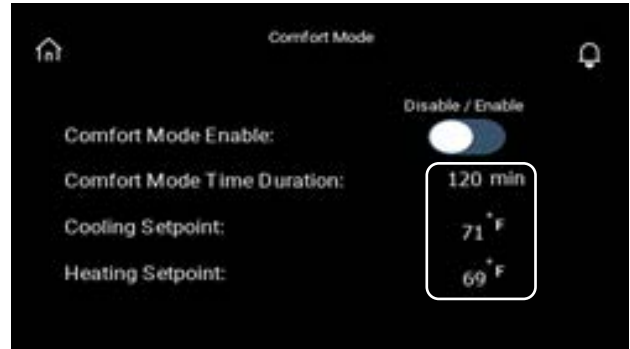 Comfort Mode
Disable / Enable
Comfort Mode Enable:
Comfort Mode Time Duration: 120 min
Cooling Setpoint: 71°F
Heating Setpoint: 69°F